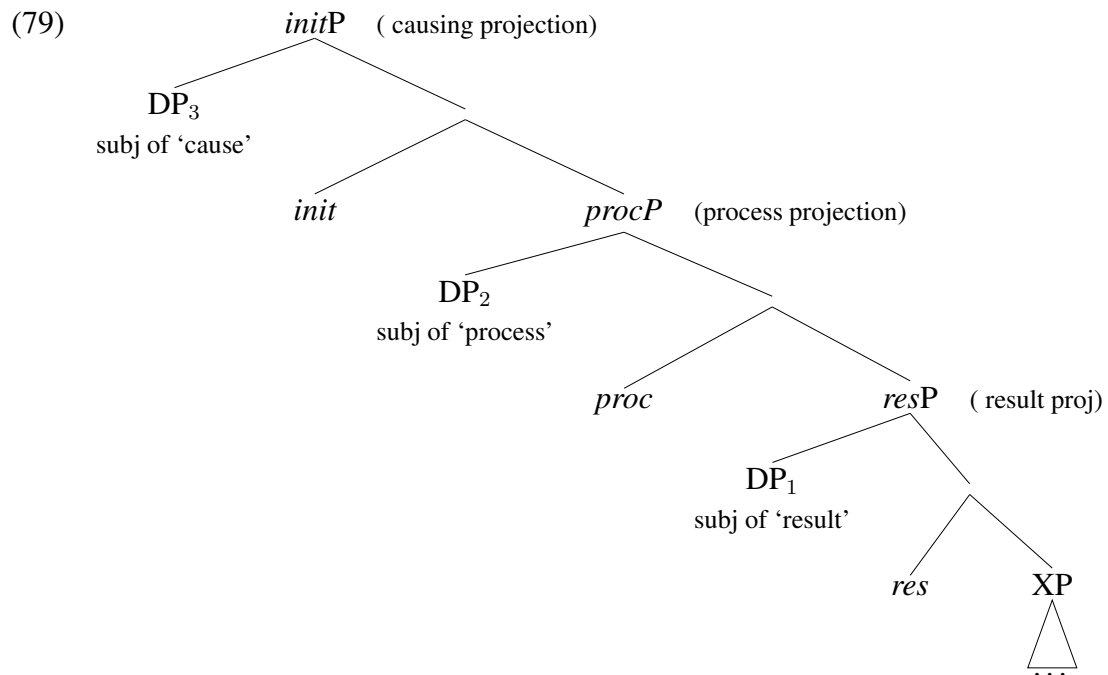 (79) initP ( causing projection)
DP₃
subj of ‘cause’
init procP (process projection)
DP₂
subj of ‘process’
proc resP ( result proj)
DP₁
subj of ‘result’
res XP
...